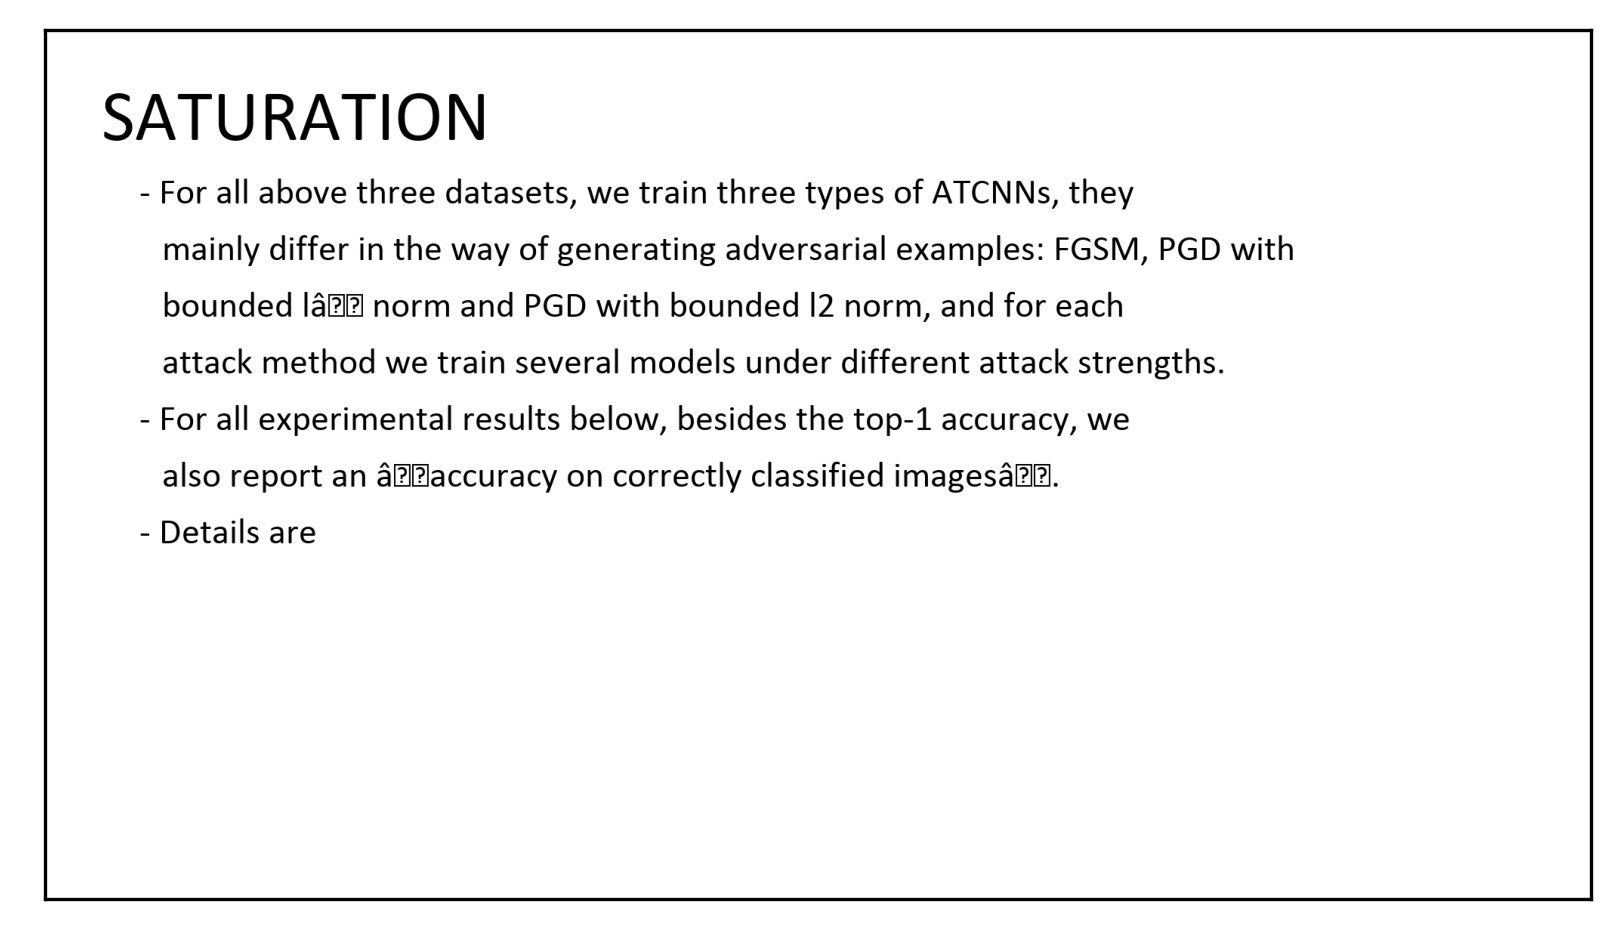 SATURATION
- For all above three datasets, we train three types of ATCNNs, they
mainly differ in the way of generating adversarial examples: FGSM, PGD with
bounded lâ�� norm and PGD with bounded l2 norm, and for each
attack method we train several models under different attack strengths.
- For all experimental results below, besides the top-1 accuracy, we
also report an â��accuracy on correctly classified imagesâ��.
- Details are